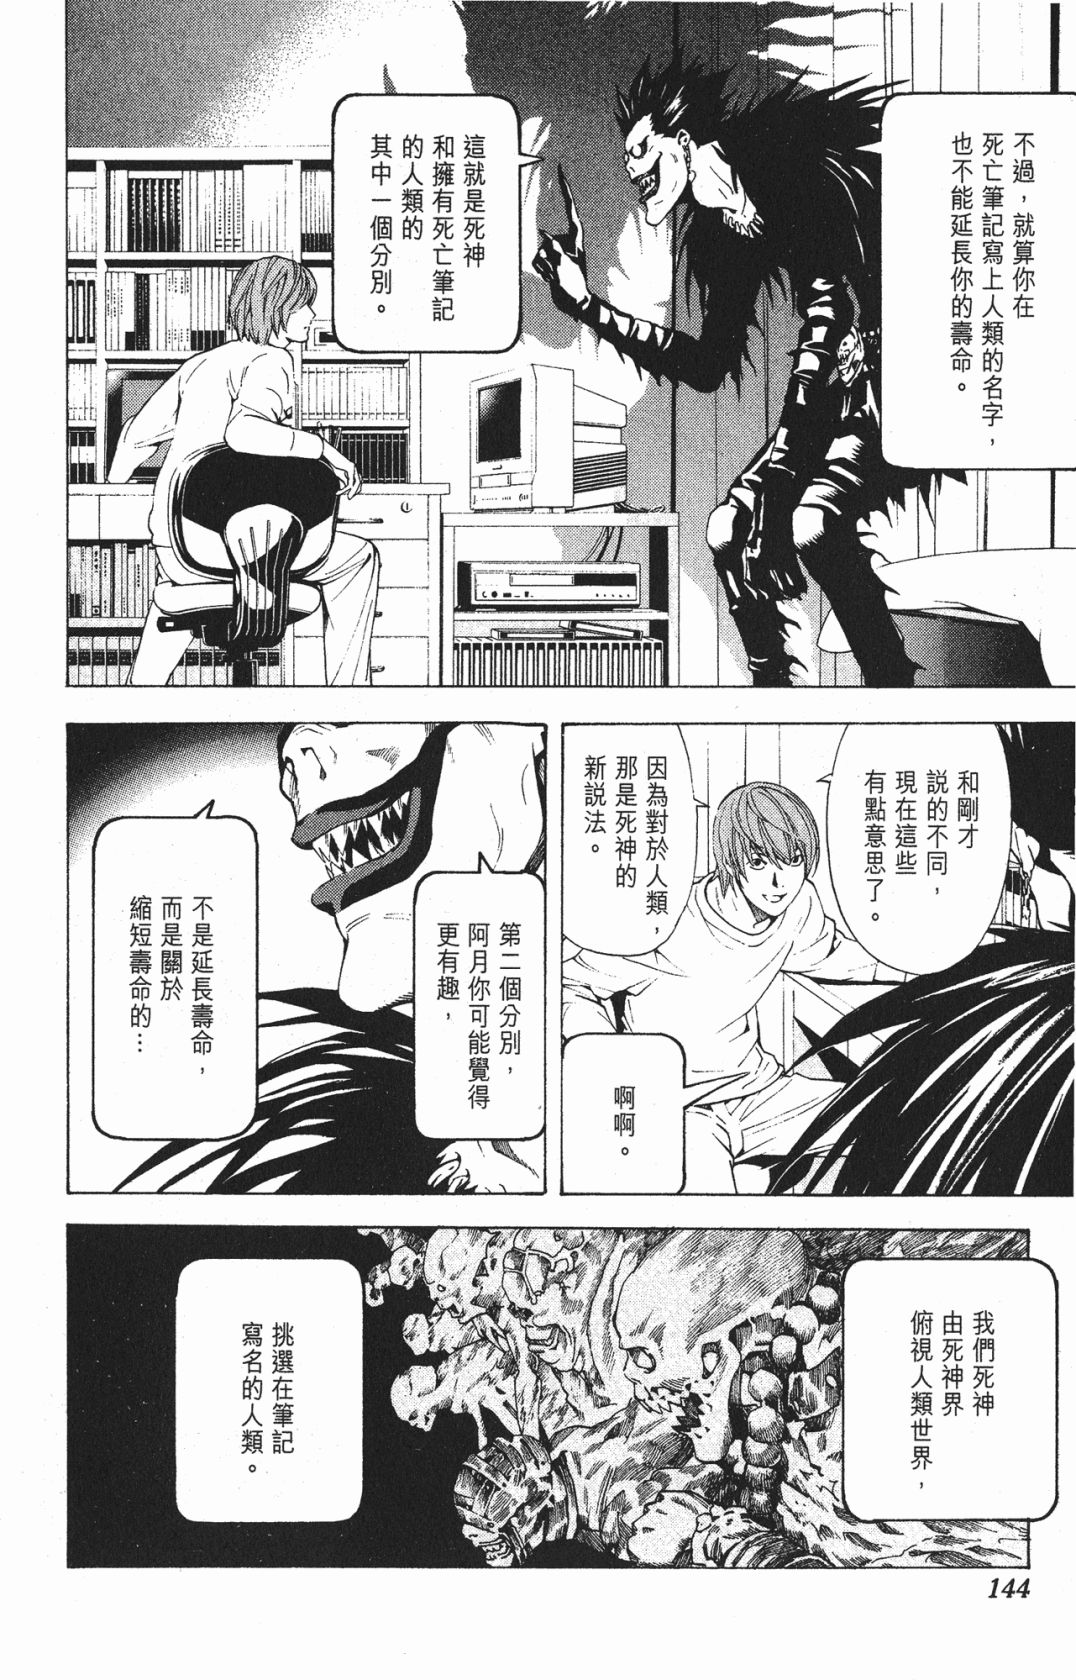 不過，就算你在
死亡筆記寫上人類的名字，
也不能延長你的壽命。
這就是死神
和擁有死亡筆記
的人類的
其中一個分別。
和剛才
說的不同，
現在這些
有點意思了。
因為對於人類，
那是死神的
新說法。
啊啊。
第二個分別，
阿月你可能覺得
更有趣，
不是延長壽命，
而是關於
縮短壽命的…
我們死神
由死神界
俯視人類世界，
挑選在筆記
寫名的人類。
144